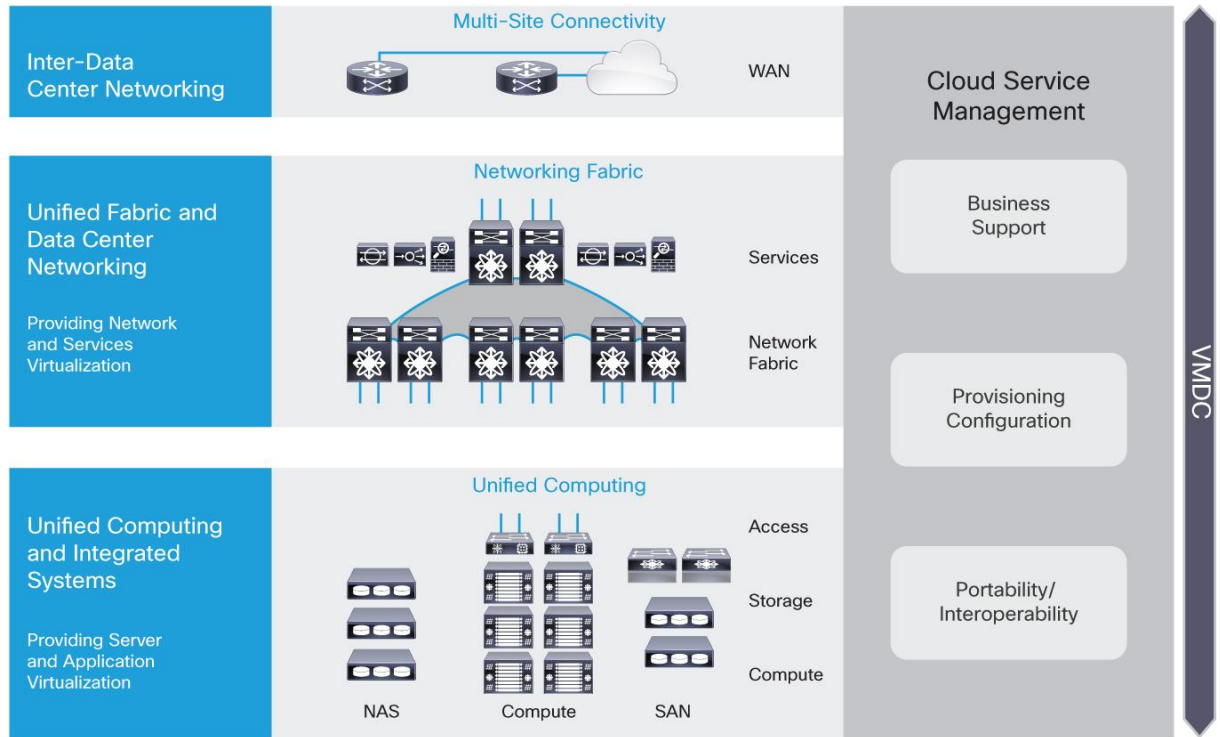 Inter-Data
Center Networking
Multi-Site Connectivity
WAN
Unified Fabric and
Data Center
Networking
Providing Network
and Services
Virtualization
Networking Fabric
Services
Network
Fabric
Unified Computing
and Integrated
Systems
Providing Server
and Application
Virtualization
Unified Computing
Access
Storage
Compute
NAS
Compute
SAN
Cloud Service
Management
Business
Support
Provisioning
Configuration
Portability/
Interoperability
VMDC